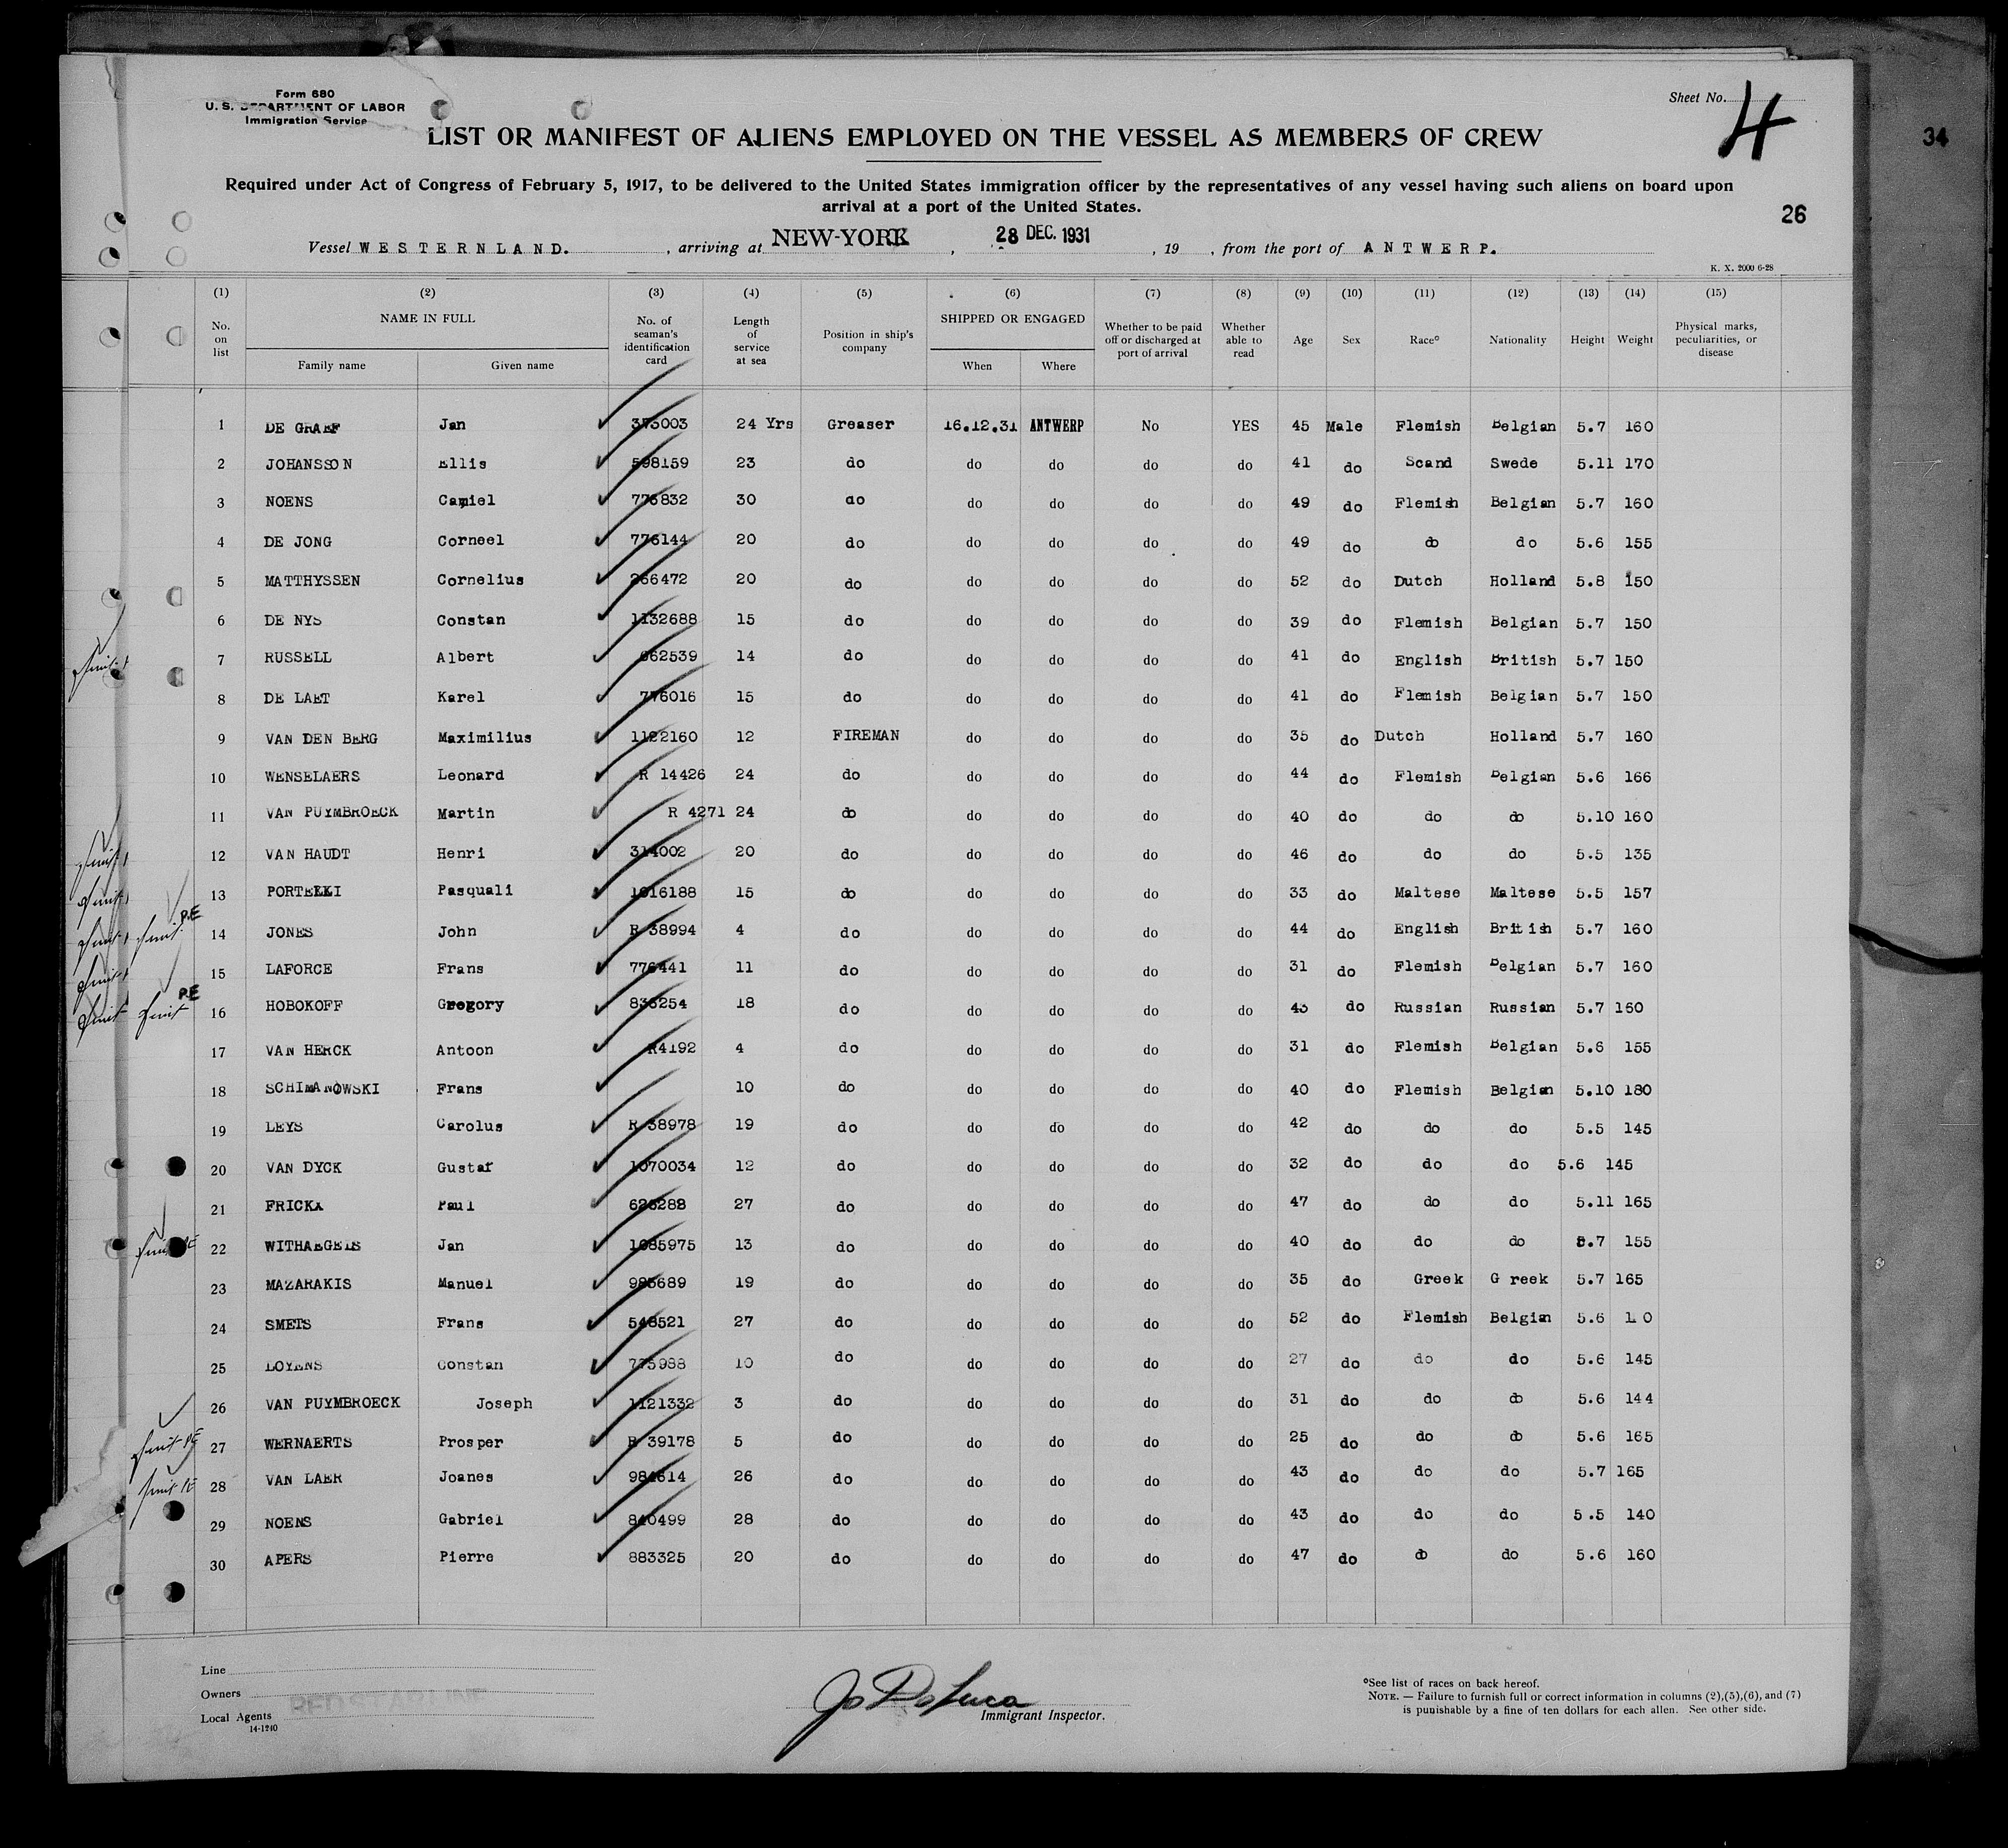 Form 680
U. S. DEPARTMENT OF LABOR
Immigration Service
Sheet No. 4
34
LIST OR MANIFEST OF ALIENS EMPLOYED ON THE VESSEL AS MEMBERS OF CREW
Required under Act of Congress of February 5, 1917, to be delivered to the United States immigration officer by the representatives of any vessel having such aliens on board upon
arrival at a port of the United States.
26
Vessel WESTERNLAND. , arriving at NEW-YORK , 28 DEC. 1931 , 19 , from the port of ANTWERP.
K. X. 2000 6-28
(1) (2) (3) (4) (5) (6) (7) (8) (9) (10) (11) (12) (13) (14) (15)
No. on list NAME IN FULL Family name Given name No. of seaman's identification card Length of service at sea Position in ship's company SHIPPED OR ENGAGED When Where Whether to be paid off or discharged at port of arrival Whether able to read Age Sex Race° Nationality Height Weight Physical marks, peculiarities, or disease
1 DE GRAEF Jan 373003 24 Yrs Greaser 16.12.31 ANTWERP No YES 45 Male Flemish Belgian 5.7 160
2 JOHANSSON Ellis 598159 23 do do do do do 41 do Scand Swede 5.11 170
3 NOENS Camiel 776832 30 do do do do do 49 do Flemish Belgian 5.7 160
4 DE JONG Corneel 776144 20 do do do do do 49 do do do 5.6 155
5 MATTHYSSEN Cornelius 266472 20 do do do do do 52 do Dutch Holland 5.8 150
6 DE NYS Constan 1132688 15 do do do do do 39 do Flemish Belgian 5.7 150
7 RUSSELL Albert 662539 14 do do do do do 41 do English British 5.7 150
8 DE LAET Karel 776016 15 do do do do do 41 do Flemish Belgian 5.7 150
9 VAN DEN BERG Maximilius 1122160 12 FIREMAN do do do do 35 do Dutch Holland 5.7 160
10 WENSELAERS Leonard R 14426 24 do do do do do 44 do Flemish Belgian 5.6 166
11 VAN PUYMBROECK Martin R 4271 24 do do do do do 40 do do do 5.10 160
12 VAN HAUDT Henri 314002 20 do do do do do 46 do do do 5.5 135
13 PORTELLI Pasquali 1016188 15 do do do do do 33 do Maltese Maltese 5.5 157
14 JONES John R 38994 4 do do do do do 44 do English British 5.7 160
15 LAFORCE Frans 776441 11 do do do do do 31 do Flemish Belgian 5.7 160
16 HOBOKOFF Gregory 18 do do do do do 43 do Russian Russian 5.7 160
17 VAN HERCK Antoon R4192 4 do do do do do 31 do Flemish Belgian 5.6 155
18 SCHIMANOWSKI Frans 10 do do do do do 40 do Flemish Belgian 5.10 180
19 LEYS Carolus R 38978 19 do do do do do 42 do do do 5.5 145
20 VAN DYCK Gustaf 1070034 12 do do do do do 32 do do do 5.6 145
21 FRICKX Paul 27 do do do do do 47 do do do 5.11 165
22 WITHAEGELS Jan 1085975 13 do do do do do 40 do do do 5.7 155
23 MAZARAKIS Manuel 19 do do do do do 35 do Greek Greek 5.7 165
24 SMETS Frans 548521 27 do do do do do 52 do Flemish Belgian 5.6
25 LOYENS Constan 775988 10 do do do do do 27 do do do 5.6 145
26 VAN PUYMBROECK Joseph 1121332 3 do do do do do 31 do do do 5.6 144
27 WERNAERTS Prosper R 39178 5 do do do do do 25 do do do 5.6 165
28 VAN LAER Joanes 984614 26 do do do do do 43 do do do 5.7 165
29 NOENS Gabriel 840499 28 do do do do do 43 do do do 5.5 140
30 APERS Pierre 883325 20 do do do do do 47 do do do 5.6 160
Line
Owners RED STAR LINE
Local Agents
14-1240
Immigrant Inspector.
°See list of races on back hereof.
NOTE. — Failure to furnish full or correct information in columns (2),(5),(6), and (7)
is punishable by a fine of ten dollars for each alien. See other side.